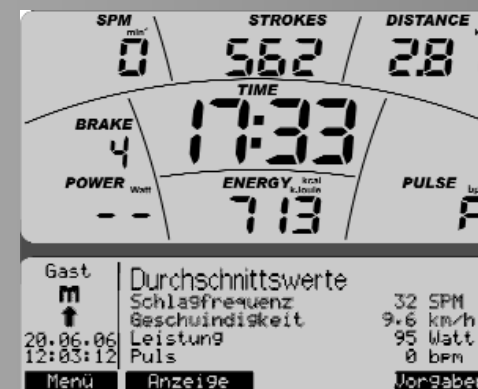 SPM STROKES DISTANCE
min⁻
0 562 2.8
TIME
17:33
BRAKE
4
POWER Watt ENERGY kcal kJoule PULSE
-- 713 P
Gast Durchschnittswerte
m Schlagfrequenz 32 SPM
Geschwindigkeit 9.6 km/h
20.06.06 Leistung 95 Watt
12:03:12 Puls 0 bpm
Menü Anzeige Vorgaben